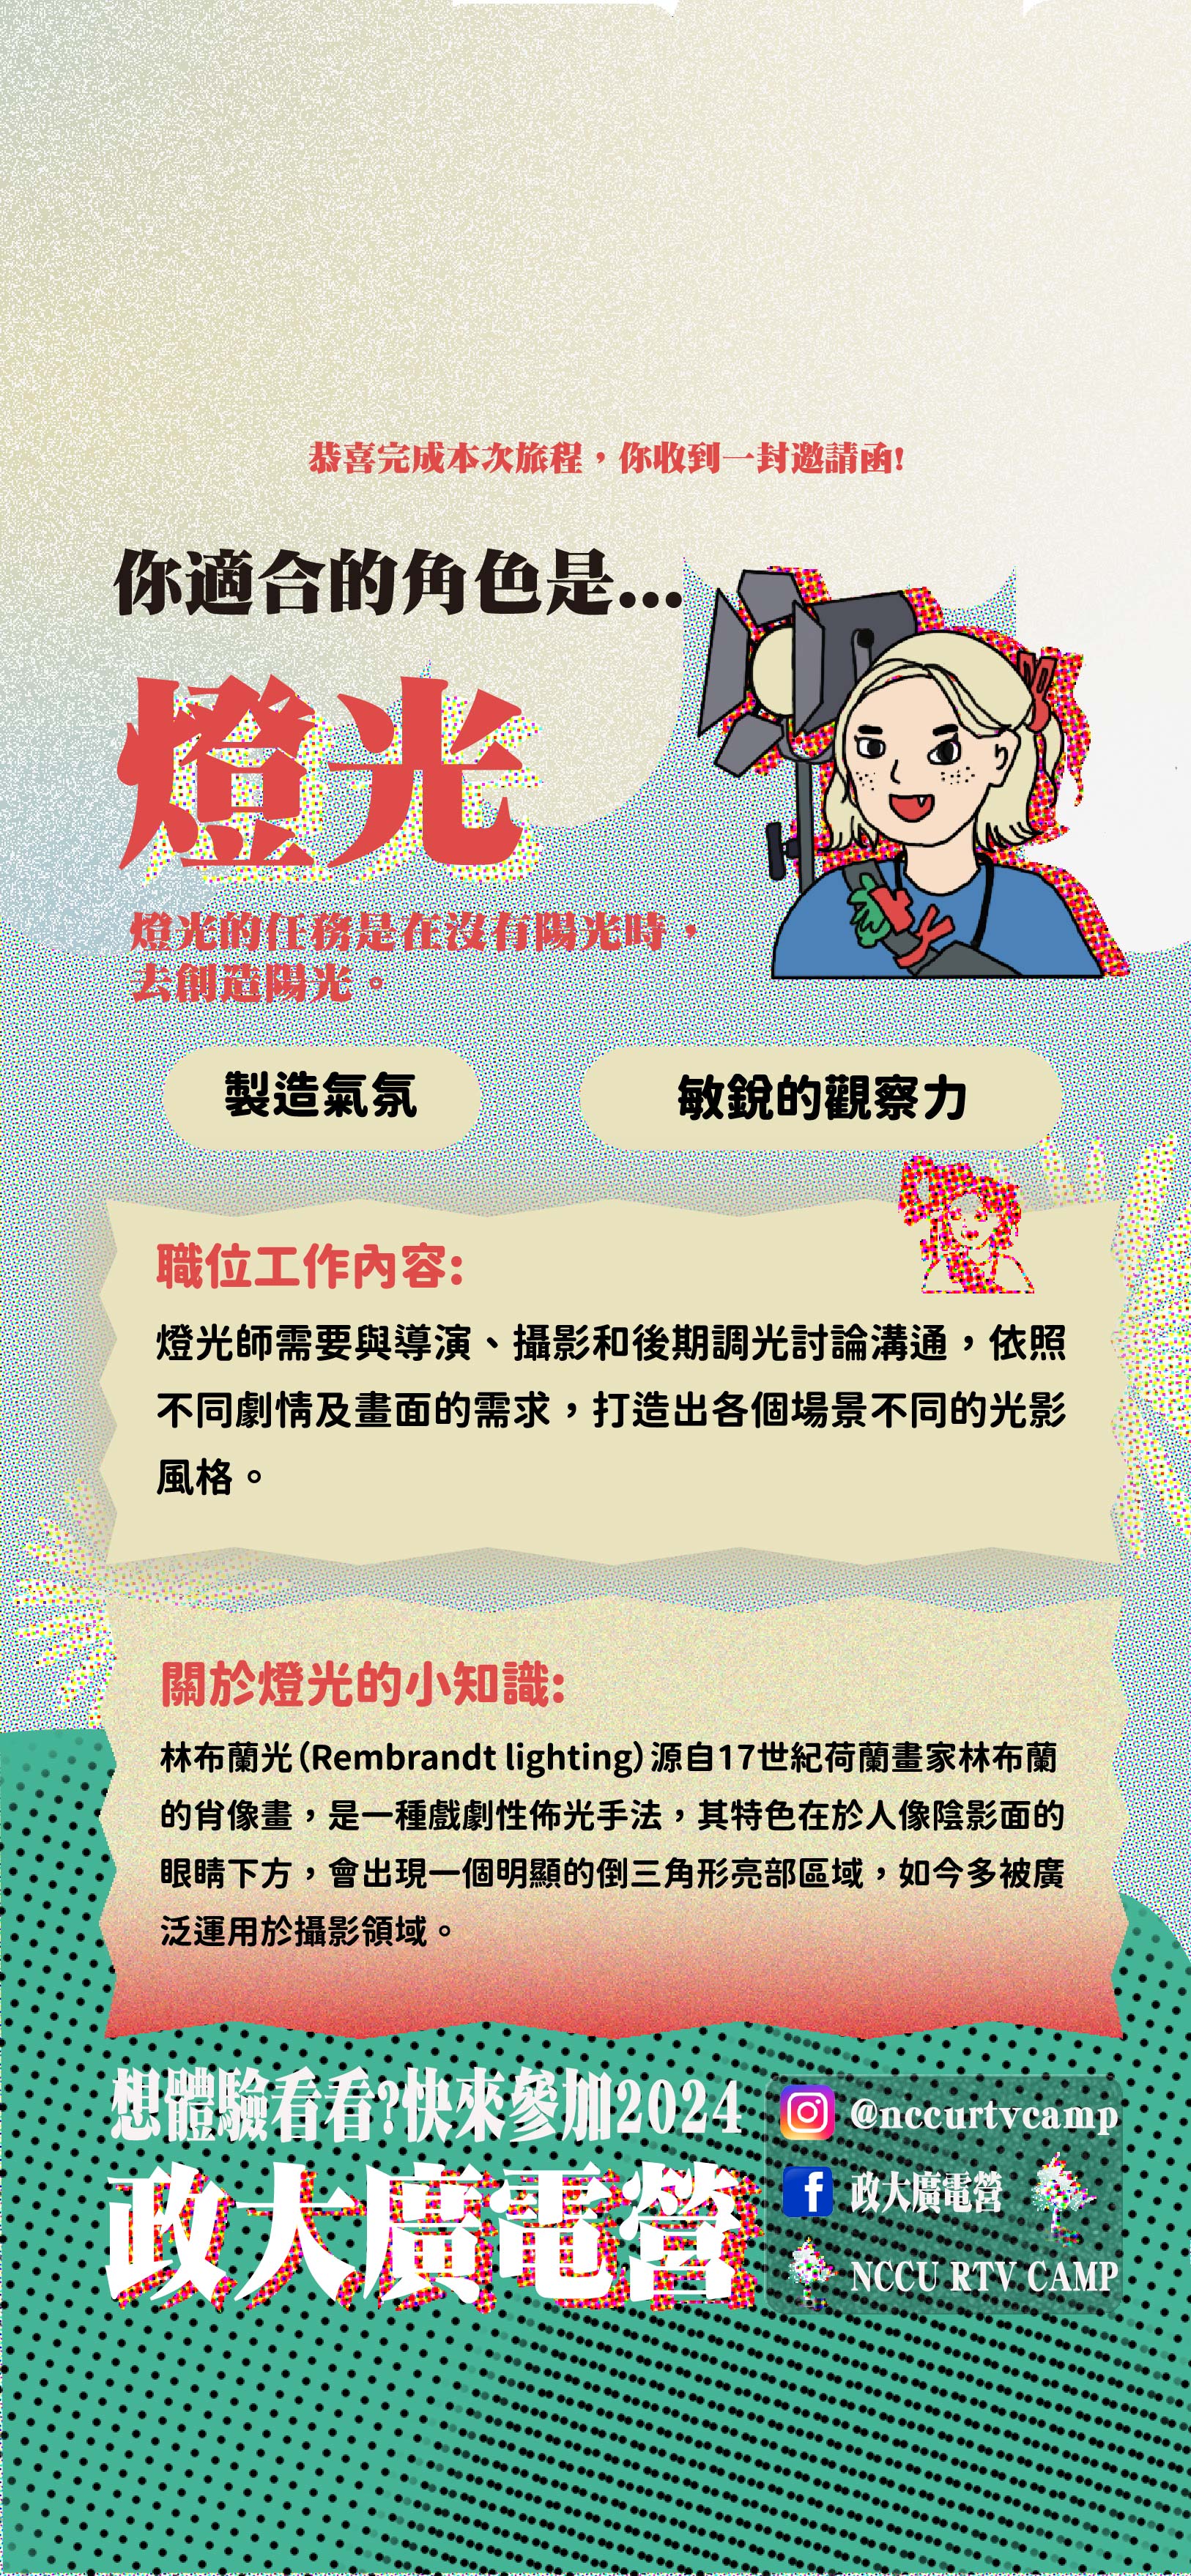 恭喜完成本次旅程，你收到一封邀請函!
你適合的角色是...
燈光
燈光的任務是在沒有陽光時，
去創造陽光。
製造氣氛
敏銳的觀察力
職位工作內容:
燈光師需要與導演、攝影和後期調光討論溝通，依照
不同劇情及畫面的需求，打造出各個場景不同的光影
風格。
關於燈光的小知識:
林布蘭光(Rembrandt lighting)源自17世紀荷蘭畫家林布蘭
的肖像畫，是一種戲劇性佈光手法，其特色在於人像陰影面的
眼睛下方，會出現一個明顯的倒三角形亮部區域，如今多被廣
泛運用於攝影領域。
想體驗看看?快來參加2024
政大廣電營
@nccurtvcamp
政大廣電營
NCCU RTV CAMP